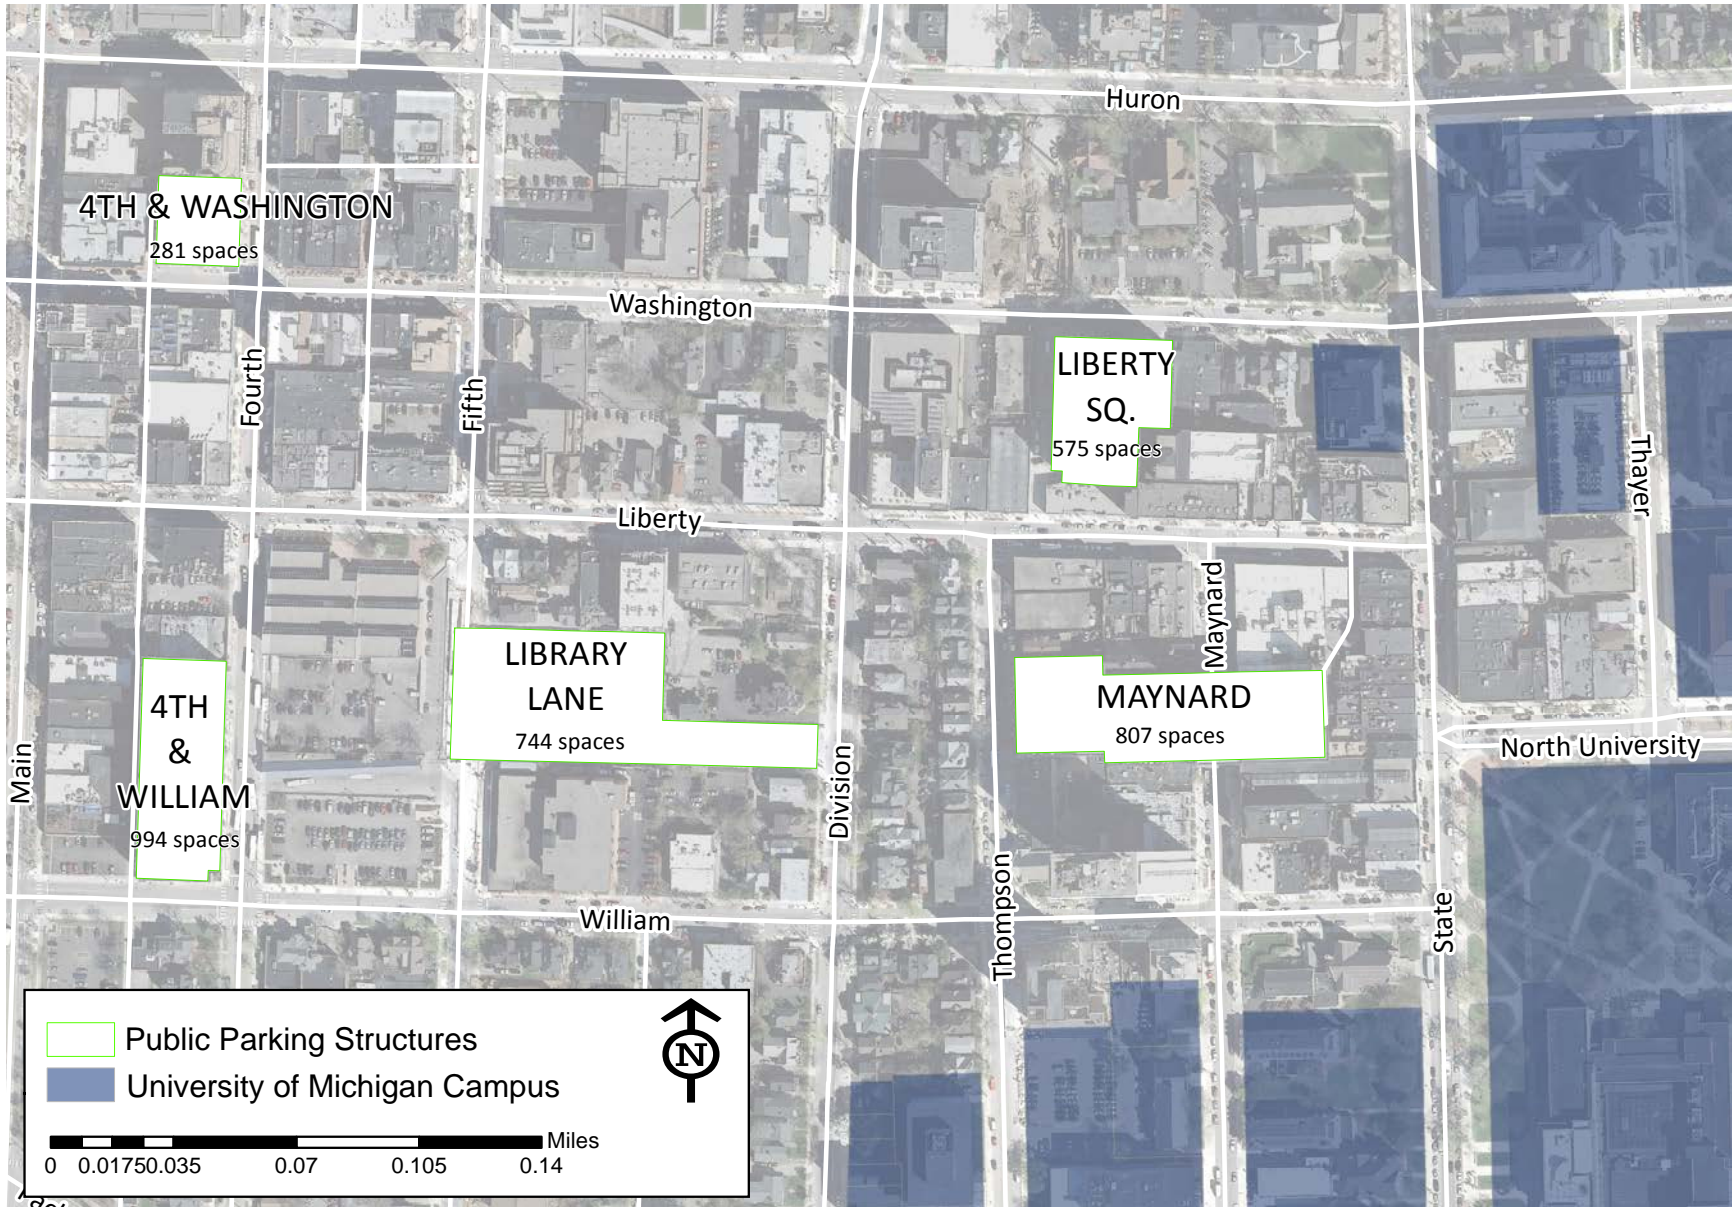 Huron
4TH & WASHINGTON
281 spaces
Washington
Fourth
Fifth
LIBERTY
SQ.
575 spaces
Thayer
Liberty
Maynard
LIBRARY
LANE
744 spaces
MAYNARD
807 spaces
North University
4TH
&
WILLIAM
994 spaces
Main
Division
Thompson
State
William
Public Parking Structures
University of Michigan Campus
N
Miles
0 0.0175 0.035 0.07 0.105 0.14